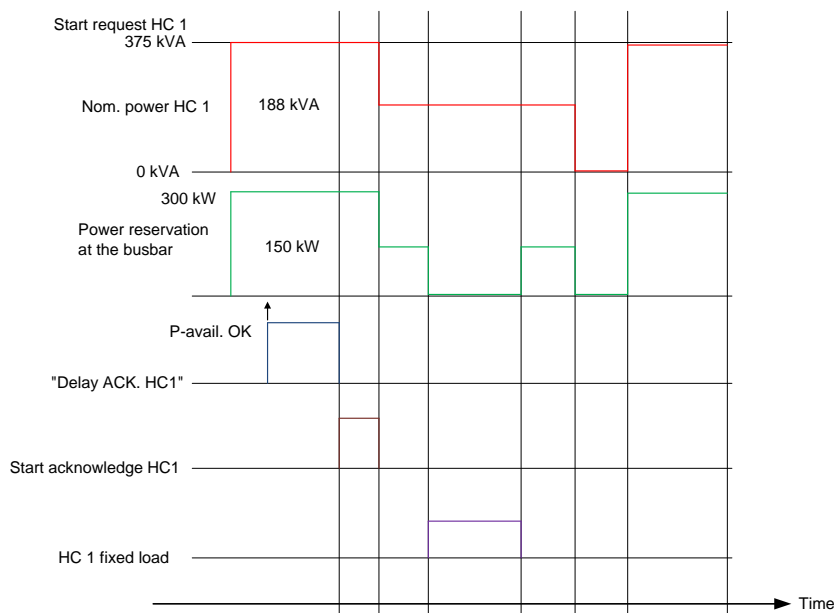 Start request HC 1
375 kVA
Nom. power HC 1
188 kVA
0 kVA
300 kW
Power reservation
at the busbar
150 kW
P-avail. OK
"Delay ACK. HC1"
Start acknowledge HC1
HC 1 fixed load
Time